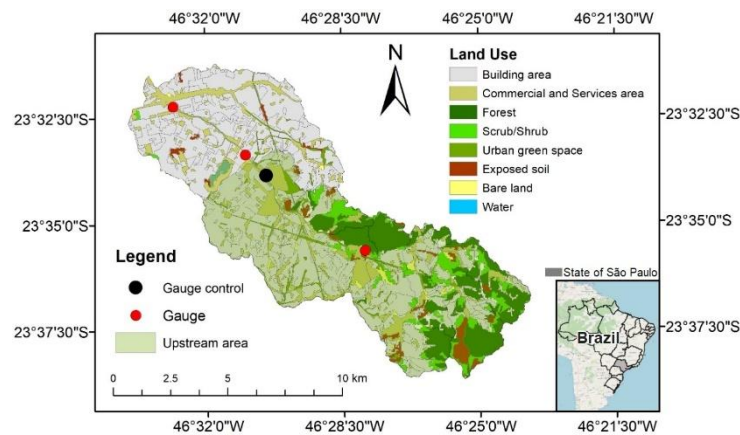 46°32'0"W 46°28'30"W 46°25'0"W 46°21'30"W
N
Land Use
Building area
Commercial and Services area
Forest
Scrub/Shrub
Urban green space
Exposed soil
Bare land
Water
23°32'30"S
23°35'0"S
23°37'30"S
23°32'30"S
23°35'0"S
23°37'30"S
Legend
Gauge control
Gauge
Upstream area
0 2.5 5 10 km
State of São Paulo
Brazil
46°32'0"W 46°28'30"W 46°25'0"W 46°21'30"W